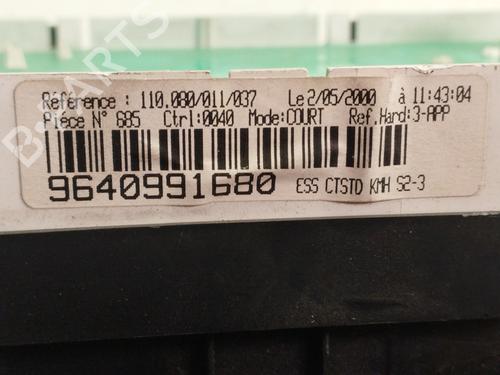 Référence : 110.080/011/037 Le 2/05/2000 à 11:43:04
Piéce N° 685 Ctrl:0040 Mode:COURT Ref.Hard:3-APP
9640991680 ESS CTSTD KMH S2-3
B-PARTS